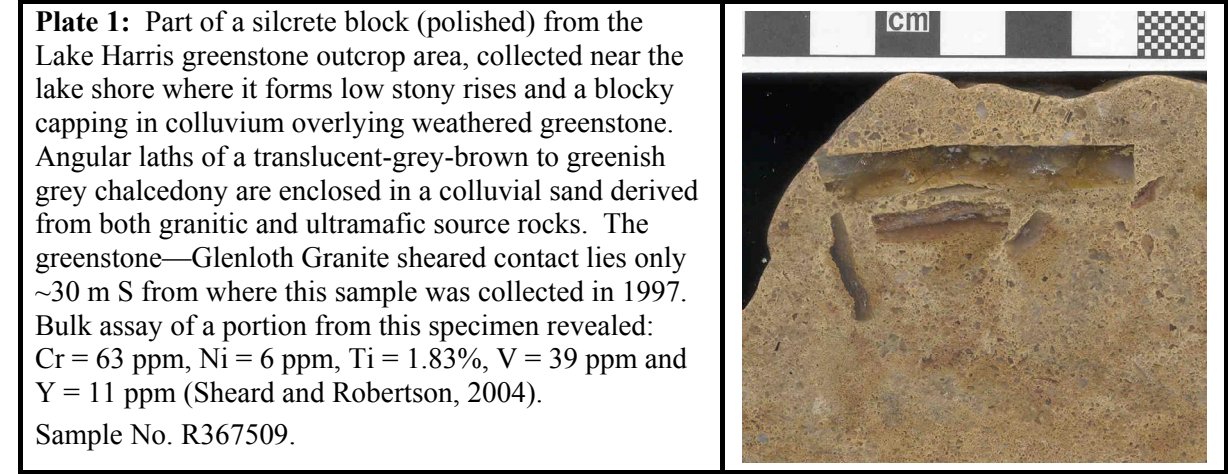 Plate 1: Part of a silcrete block (polished) from the
Lake Harris greenstone outcrop area, collected near the
lake shore where it forms low stony rises and a blocky
capping in colluvium overlying weathered greenstone.
Angular laths of a translucent-grey-brown to greenish
grey chalcedony are enclosed in a colluvial sand derived
from both granitic and ultramafic source rocks. The
greenstone—Glenloth Granite sheared contact lies only
~30 m S from where this sample was collected in 1997.
Bulk assay of a portion from this specimen revealed:
Cr = 63 ppm, Ni = 6 ppm, Ti = 1.83%, V = 39 ppm and
Y = 11 ppm (Sheard and Robertson, 2004).
Sample No. R367509.
cm